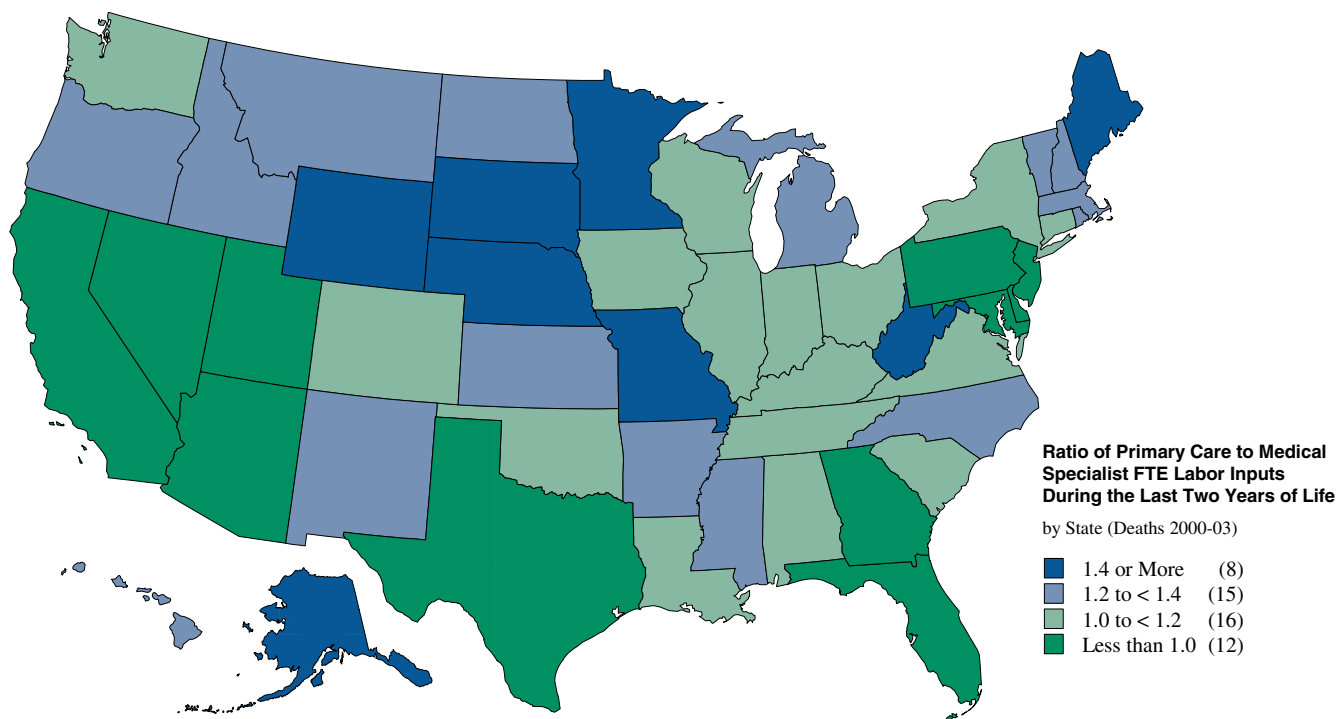 Ratio of Primary Care to Medical
Specialist FTE Labor Inputs
During the Last Two Years of Life
by State (Deaths 2000-03)
1.4 or More (8)
1.2 to < 1.4 (15)
1.0 to < 1.2 (16)
Less than 1.0 (12)